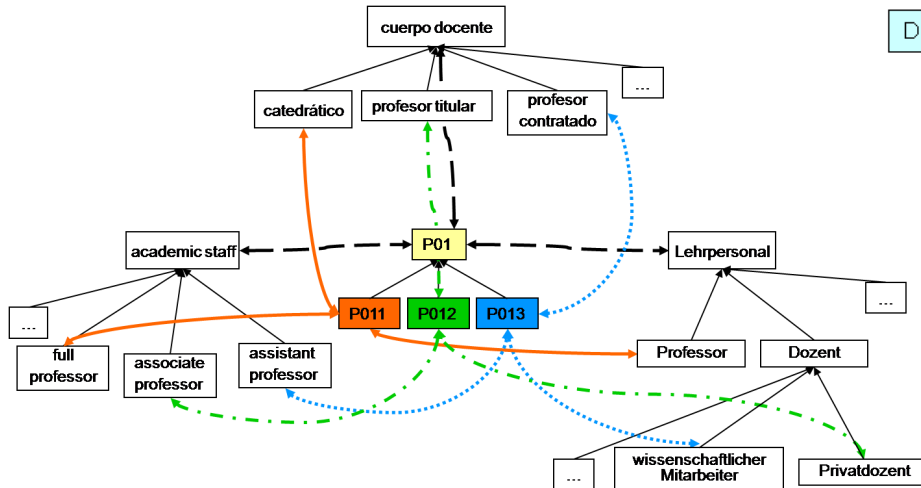 cuerpo docente
D
...
catedrático
profesor titular
profesor
contratado
academic staff
P01
Lehrpersonal
...
...
P011
P012
P013
full
professor
associate
professor
assistant
professor
Professor
Dozent
...
wissenschaftlicher
Mitarbeiter
Privatdozent